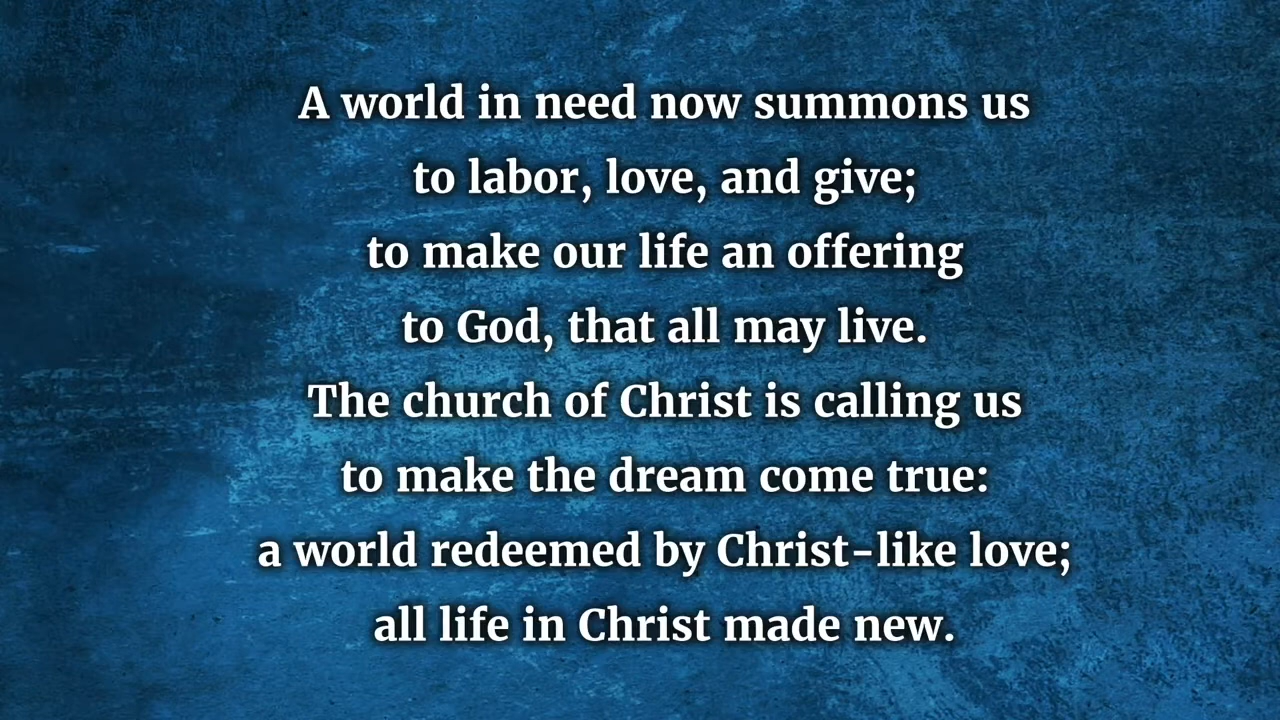 A world in need now summons us
to labor, love, and give;
to make our life an offering
to God, that all may live.
The church of Christ is calling us
to make the dream come true:
a world redeemed by Christ-like love;
all life in Christ made new.